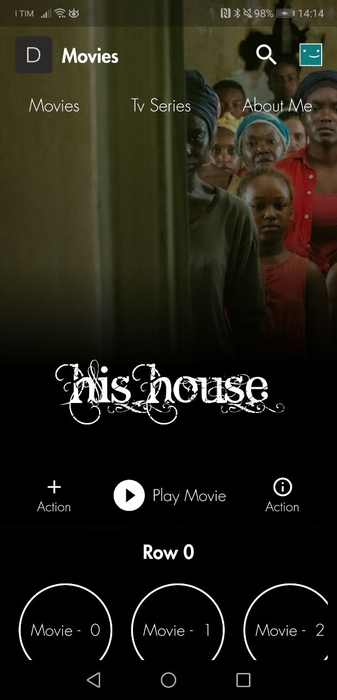 I TIM 98% 14:14
D Movies
Movies Tv Series About Me
his house
Action Play Movie Action
Row 0
Movie - 0 Movie - 1 Movie - 2